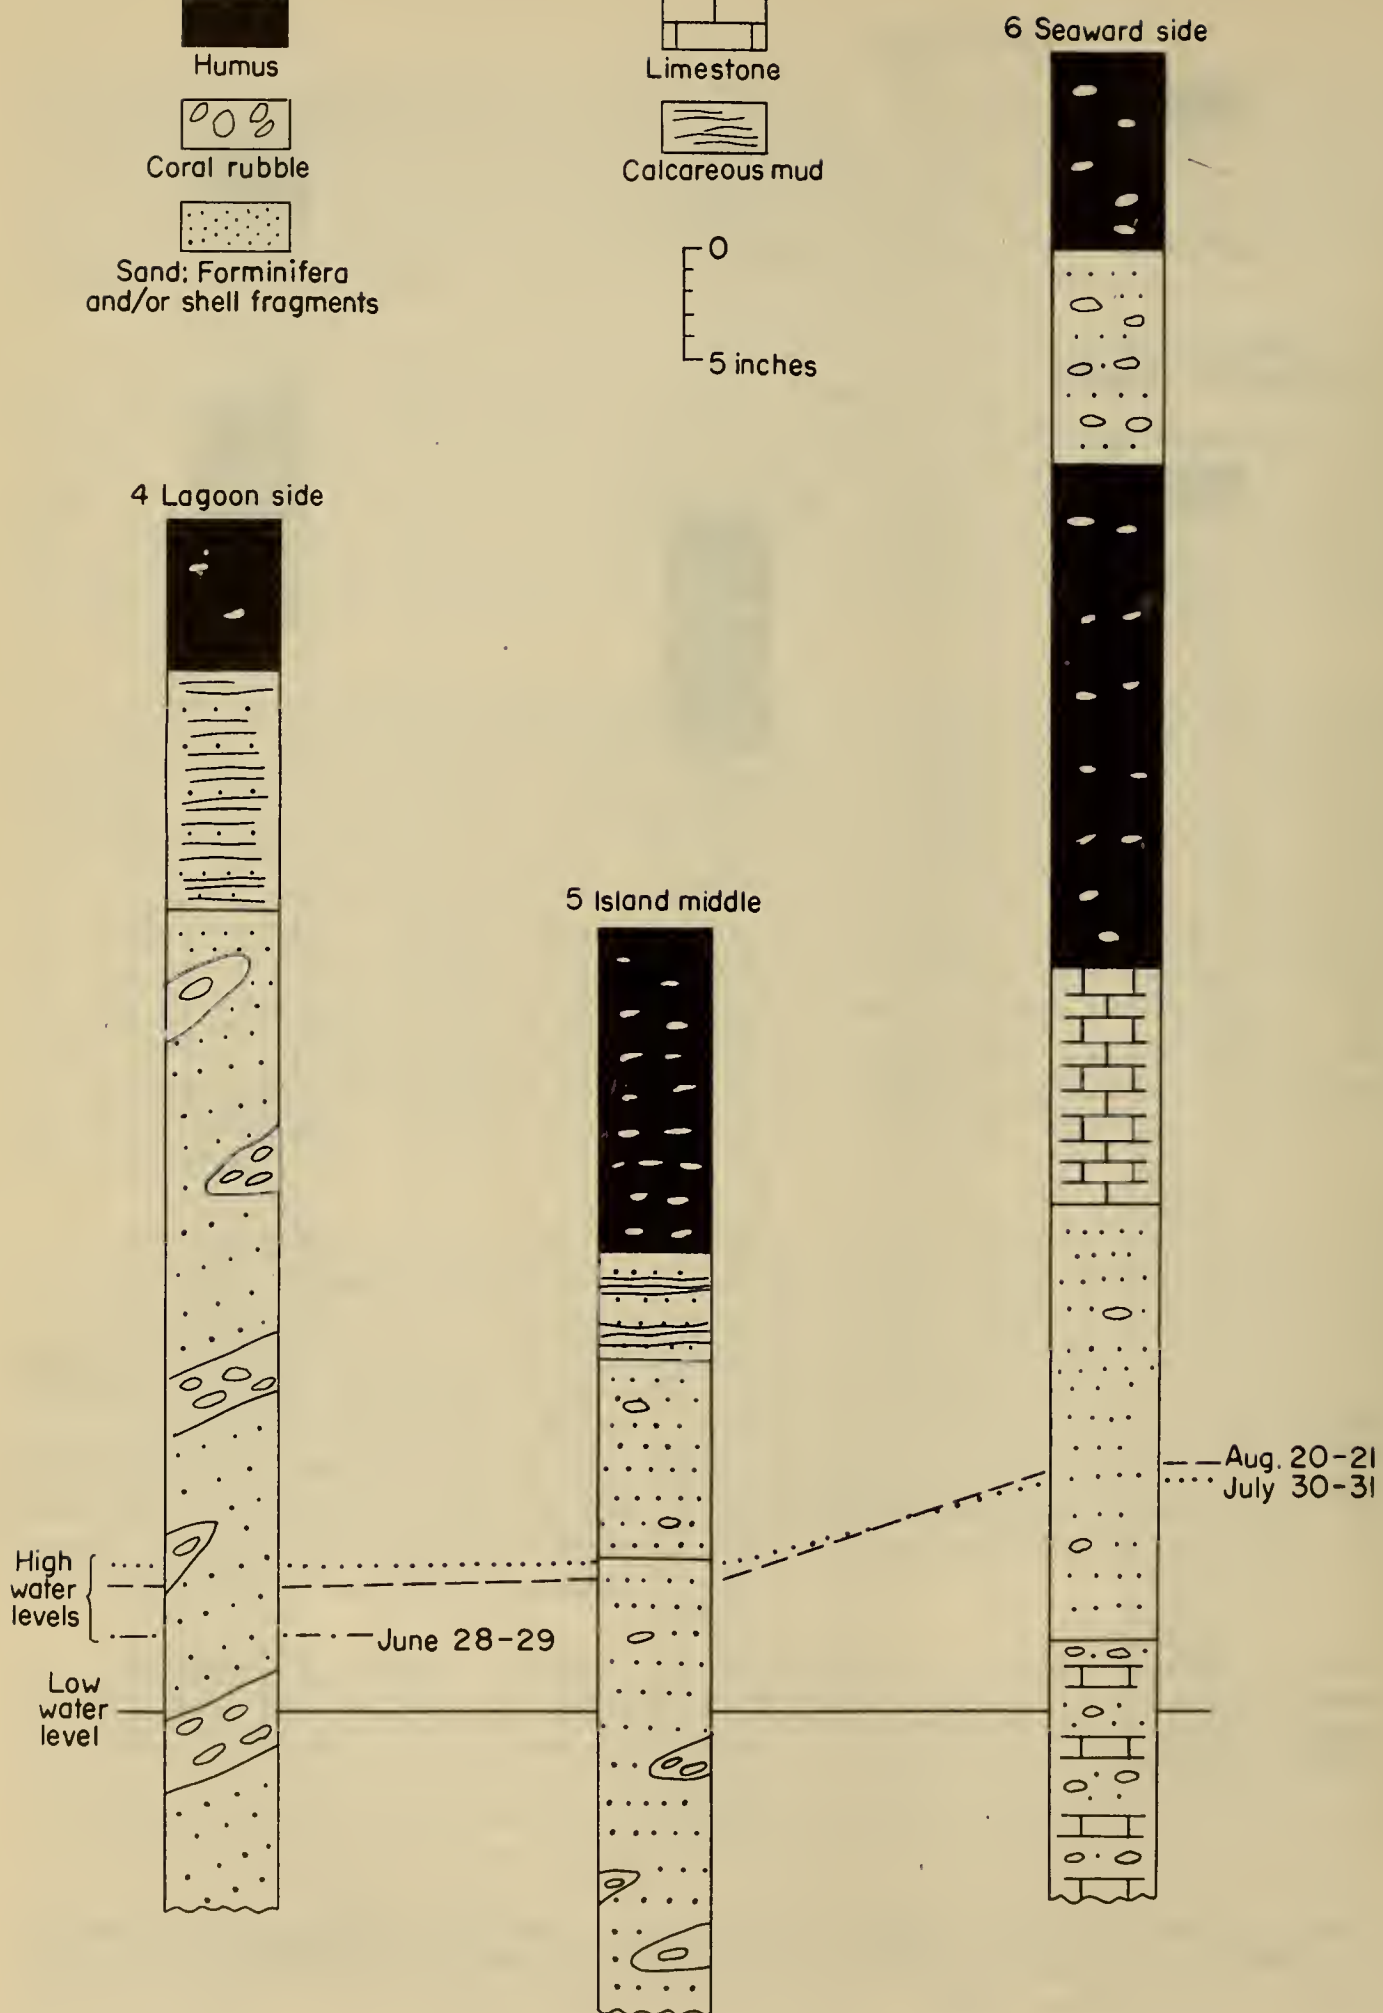 Humus
Coral rubble
Sand: Forminifera
and/or shell fragments
Limestone
Calcareous mud
0
5 inches
6 Seaward side
4 Lagoon side
5 Island middle
Aug. 20-21
July 30-31
High
water
levels
June 28-29
Low
water
level